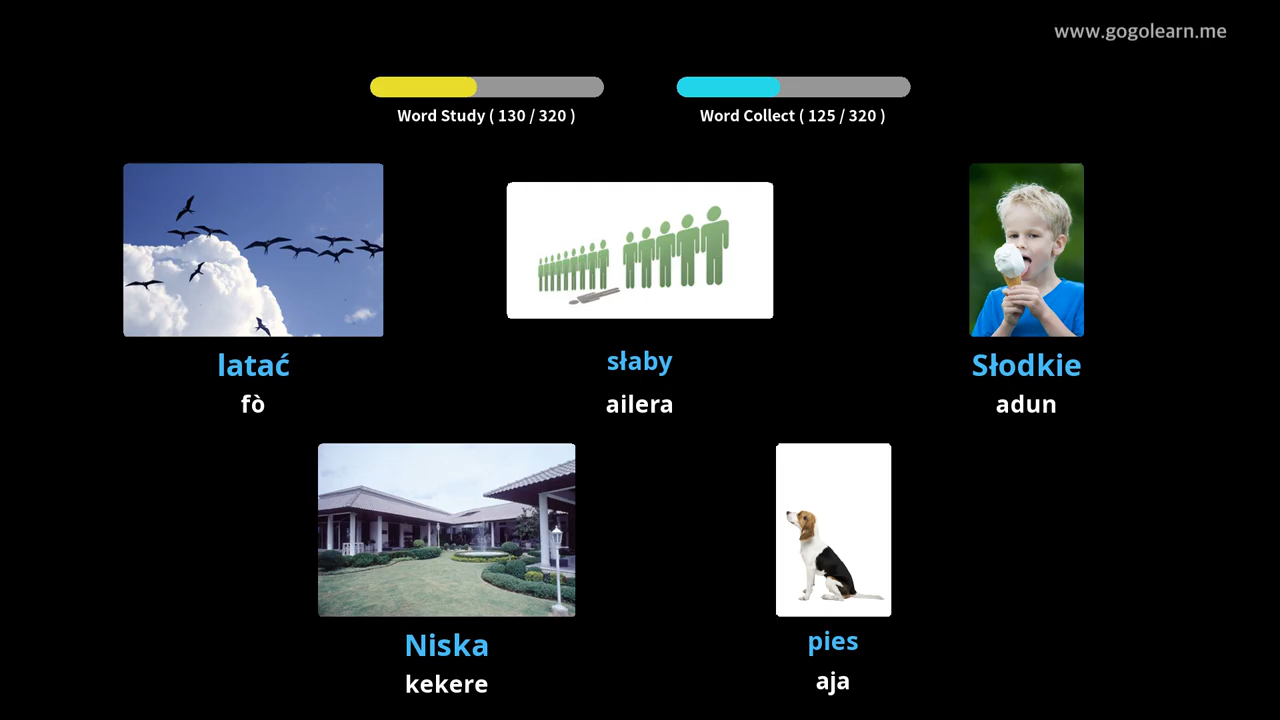 www.gogolearn.me
Word Study ( 130 / 320 )
Word Collect ( 125 / 320 )
latać
fò
słaby
ailera
Słodkie
adun
Niska
kekere
pies
aja